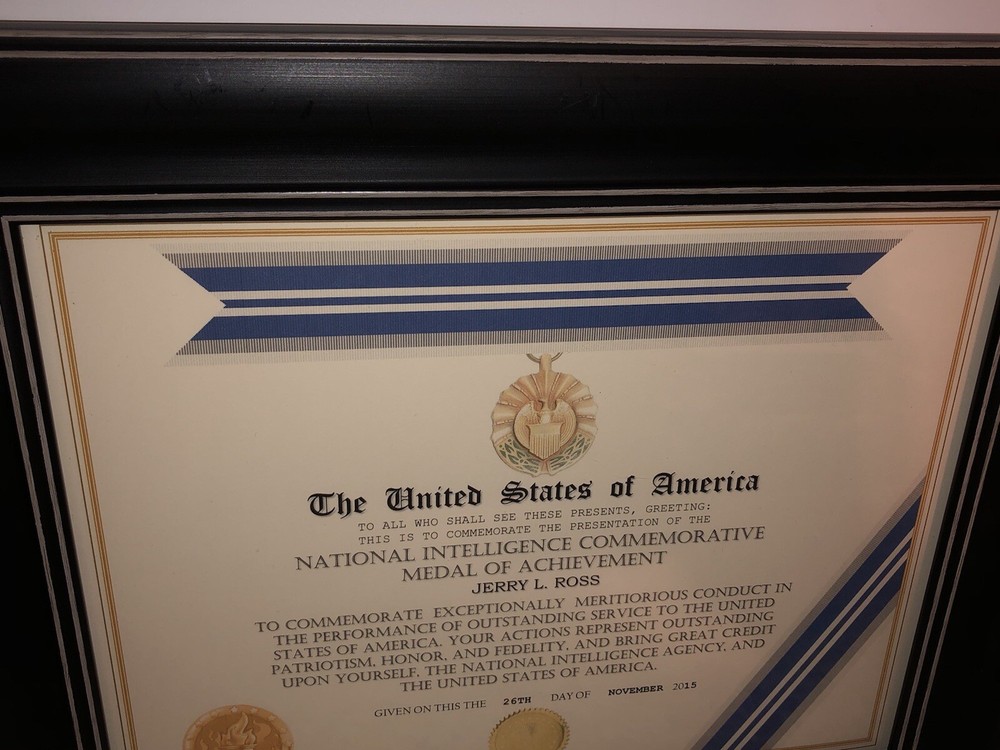 The United States of America
TO ALL WHO SHALL SEE THESE PRESENTS, GREETING:
THIS IS TO COMMEMORATE THE PRESENTATION OF THE
NATIONAL INTELLIGENCE COMMEMORATIVE
MEDAL OF ACHIEVEMENT
JERRY L. ROSS
TO COMMEMORATE EXCEPTIONALLY MERITIORIOUS CONDUCT IN
THE PERFORMANCE OF OUTSTANDING SERVICE TO THE UNITED
STATES OF AMERICA. YOUR ACTIONS REPRESENT OUTSTANDING
PATRIOTISM, HONOR, AND FEDELITY, AND BRING GREAT CREDIT
UPON YOURSELF, THE NATIONAL INTELLIGENCE AGENCY, AND
THE UNITED STATES OF AMERICA.
GIVEN ON THIS THE 26TH DAY OF NOVEMBER 2015